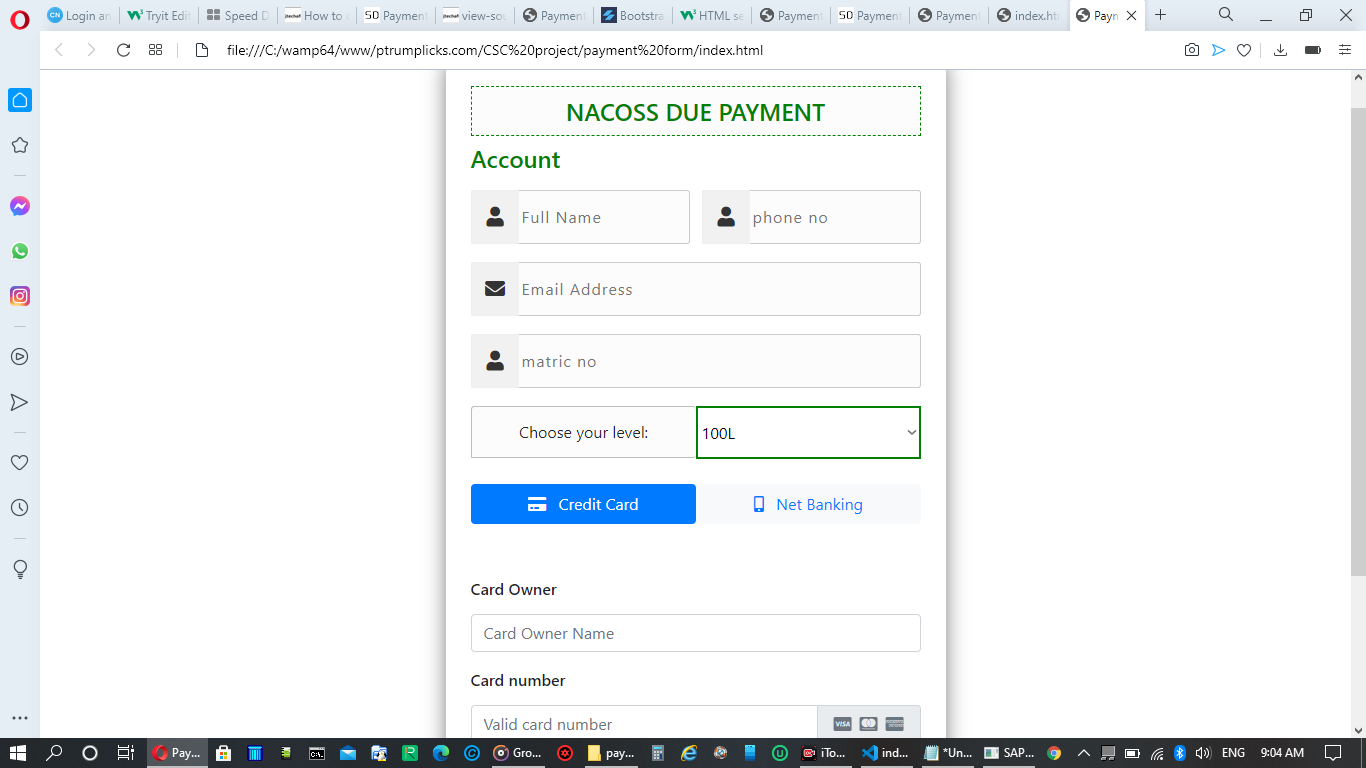 Login an Tryit Edit Speed D How to Payment view-sou Payment Bootstra HTML se Payment Payment Payment index.ht Paym
file:///C:/wamp64/www/ptrumplicks.com/CSC%20project/payment%20form/index.html
NACOSS DUE PAYMENT
Account
Full Name phone no
Email Address
matric no
Choose your level: 100L
Credit Card Net Banking
Card Owner
Card Owner Name
Card number
Valid card number VISA
Pay... Gro... pay... iTo... ind... *Un... SAP... ENG 9:04 AM